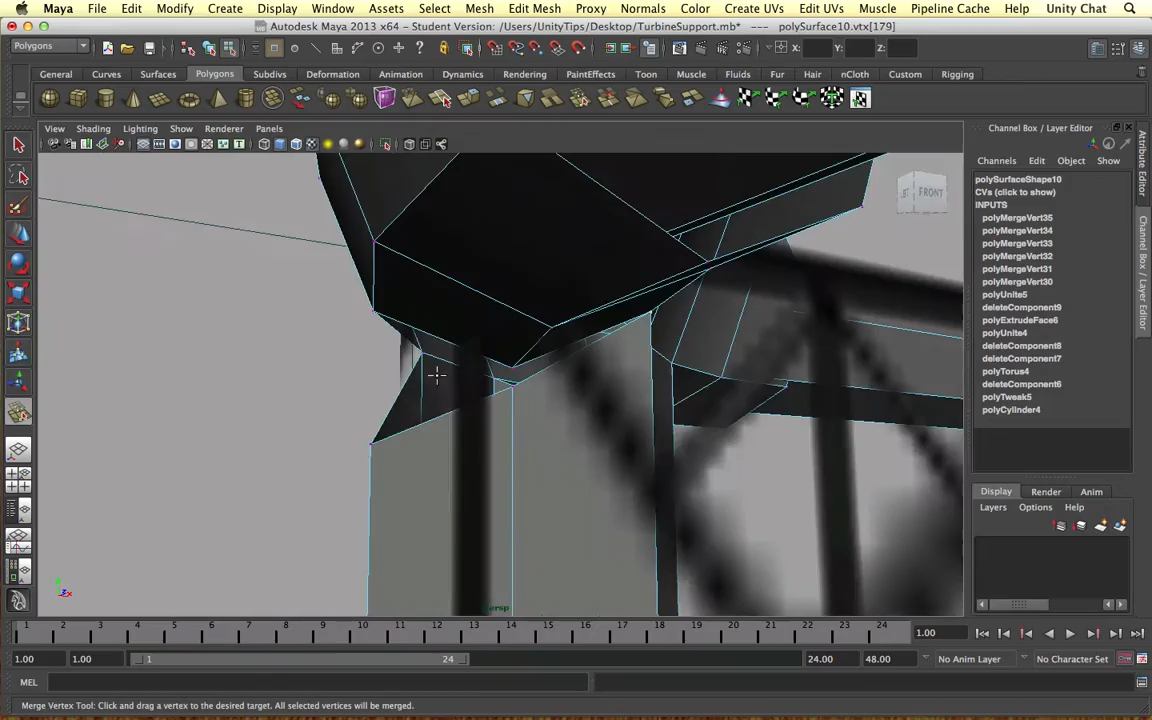 Maya File Edit Modify Create Display Window Assets Select Mesh Edit Mesh Proxy Normals Color Create UVs Edit UVs Muscle Pipeline Cache Help Unity Chat
Autodesk Maya 2013 x64 - Student Version: /Users/UnityTips/Desktop/TurbineSupport.mb* --- polySurface10.vtx[179]
Polygons X: Y: Z:
General Curves Surfaces Polygons Subdivs Deformation Animation Dynamics Rendering PaintEffects Toon Muscle Fluids Fur Hair nCloth Custom Rigging
View Shading Lighting Show Renderer Panels
Channel Box / Layer Editor
Channels Edit Object Show
polySurfaceShape10
CVs (click to show)
INPUTS
polyMergeVert35
polyMergeVert34
polyMergeVert33
polyMergeVert32
polyMergeVert31
polyMergeVert30
polyUnite5
deleteComponent9
polyExtrudeFace6
polyUnite4
deleteComponent8
deleteComponent7
polyTorus4
deleteComponent6
polyTweak5
polyCylinder4
Attribute Editor
Channel Box / Layer Editor
FRONT
persp
Display Render Anim
Layers Options Help
1 2 3 4 5 6 7 8 9 10 11 12 13 14 15 16 17 18 19 20 21 22 23 24 1.00
1.00 1.00 1 24 24.00 48.00 No Anim Layer No Character Set
MEL
Merge Vertex Tool: Click and drag a vertex to the desired target. All selected vertices will be merged.